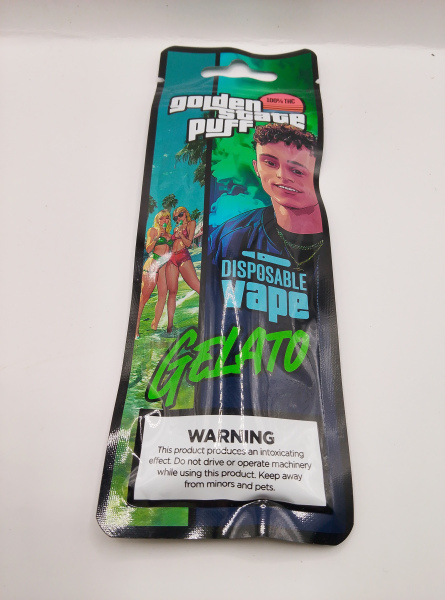 golden
100% THC
state
puff
DISPOSABLE
vape
GELATO
WARNING
This product produces an intoxicating
effect. Do not drive or operate machinery
while using this product. Keep away
from minors and pets.